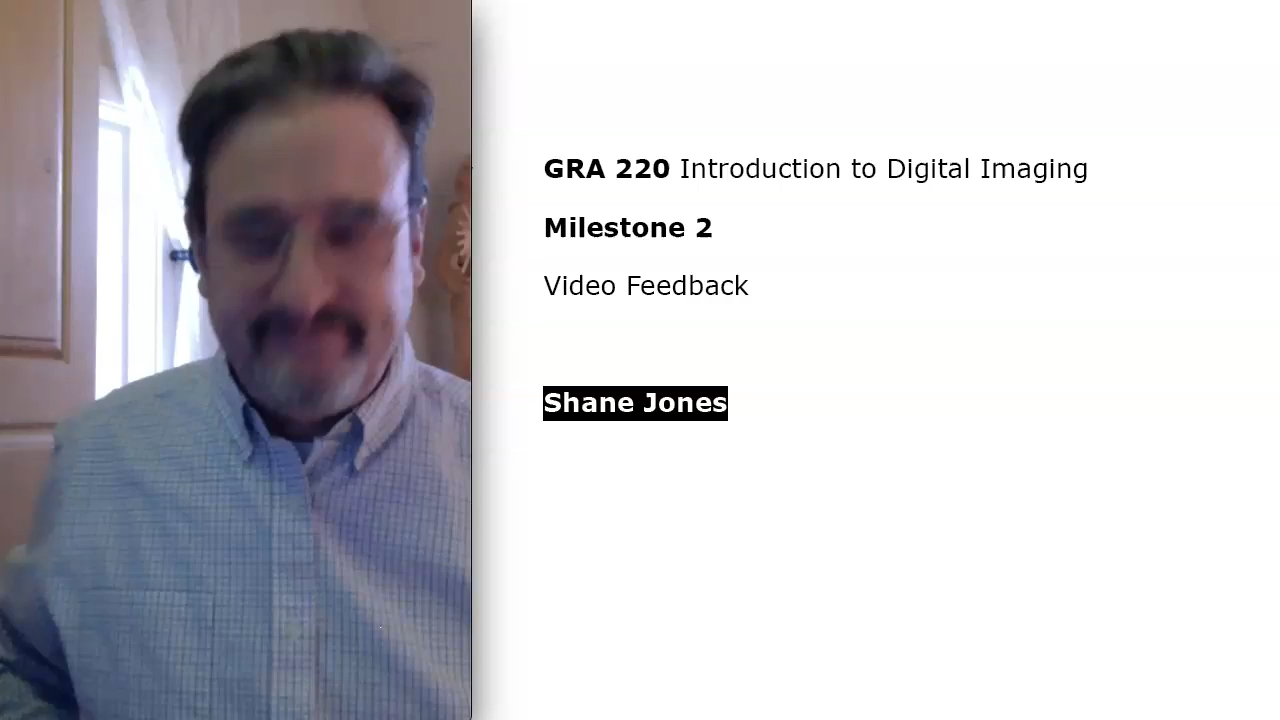 GRA 220 Introduction to Digital Imaging
Milestone 2
Video Feedback
Shane Jones